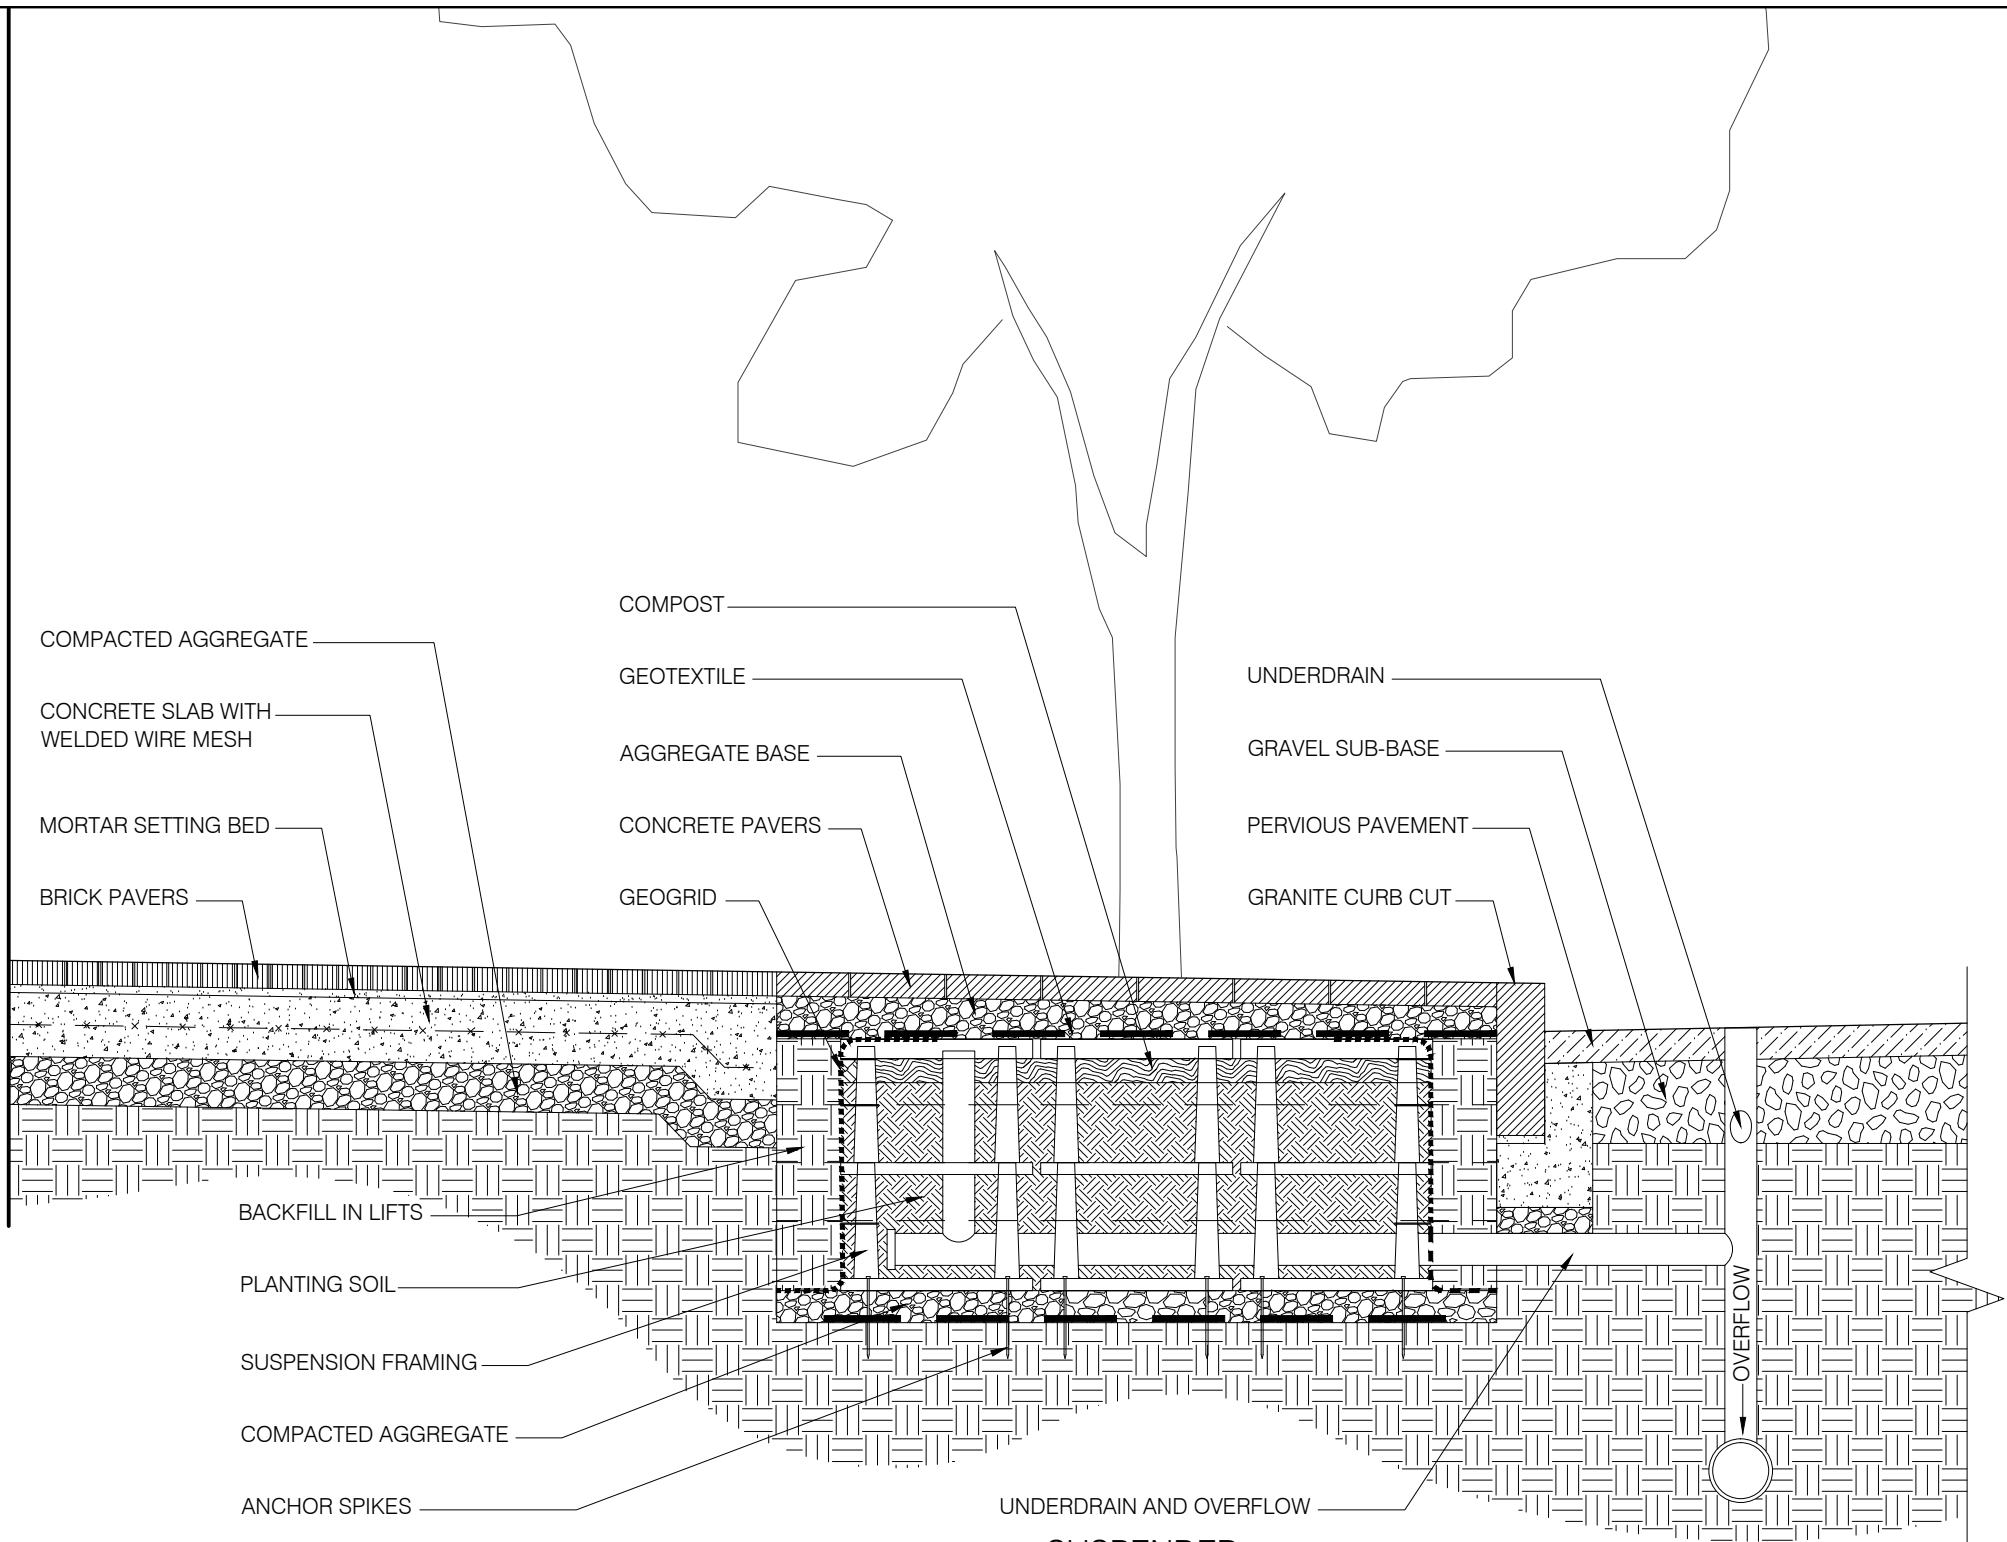 COMPOST
COMPACTED AGGREGATE
GEOTEXTILE
UNDERDRAIN
CONCRETE SLAB WITH
WELDED WIRE MESH
AGGREGATE BASE
GRAVEL SUB-BASE
MORTAR SETTING BED
CONCRETE PAVERS
PERVIOUS PAVEMENT
BRICK PAVERS
GEOGRID
GRANITE CURB CUT
BACKFILL IN LIFTS
PLANTING SOIL
OVERFLOW
SUSPENSION FRAMING
COMPACTED AGGREGATE
ANCHOR SPIKES
UNDERDRAIN AND OVERFLOW